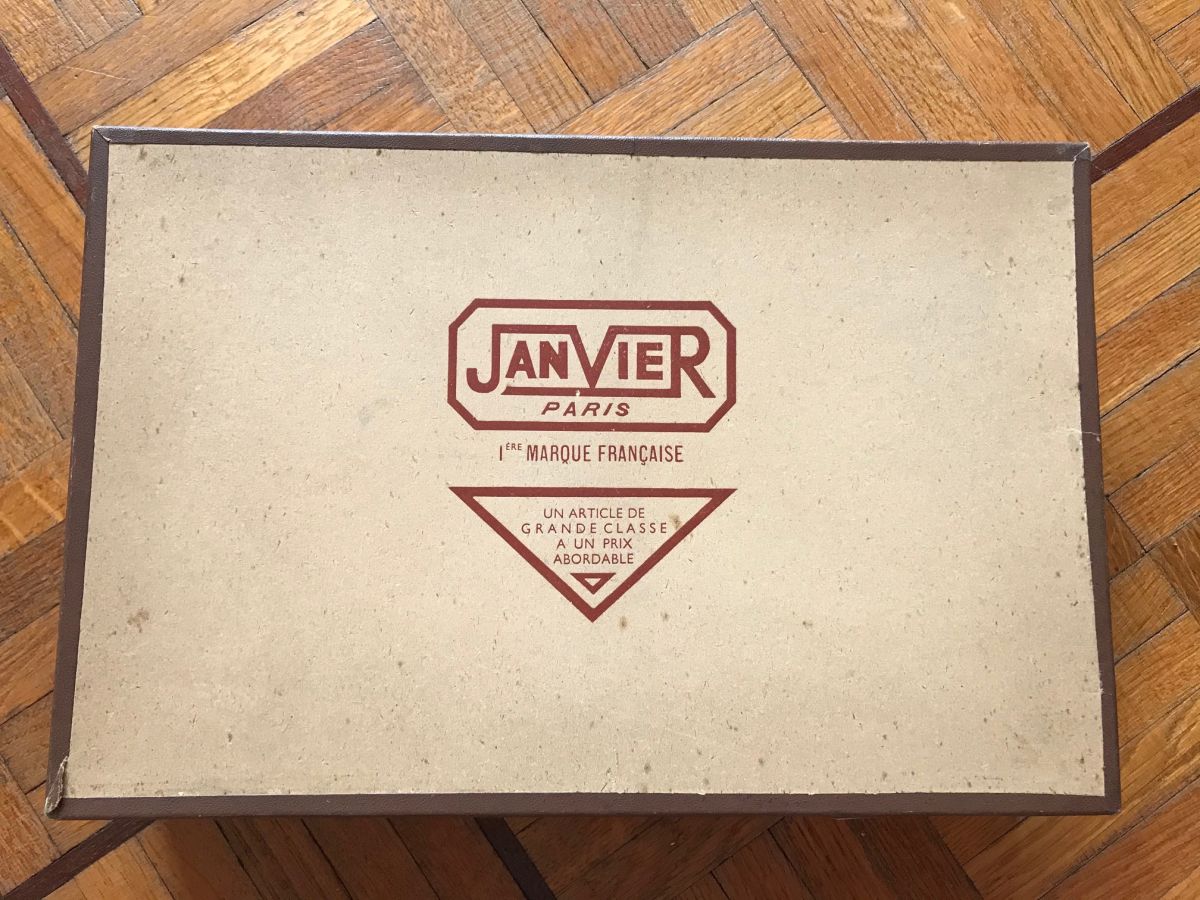 JANVIER
PARIS
1ÈRE MARQUE FRANÇAISE
UN ARTICLE DE
GRANDE CLASSE
A UN PRIX
ABORDABLE